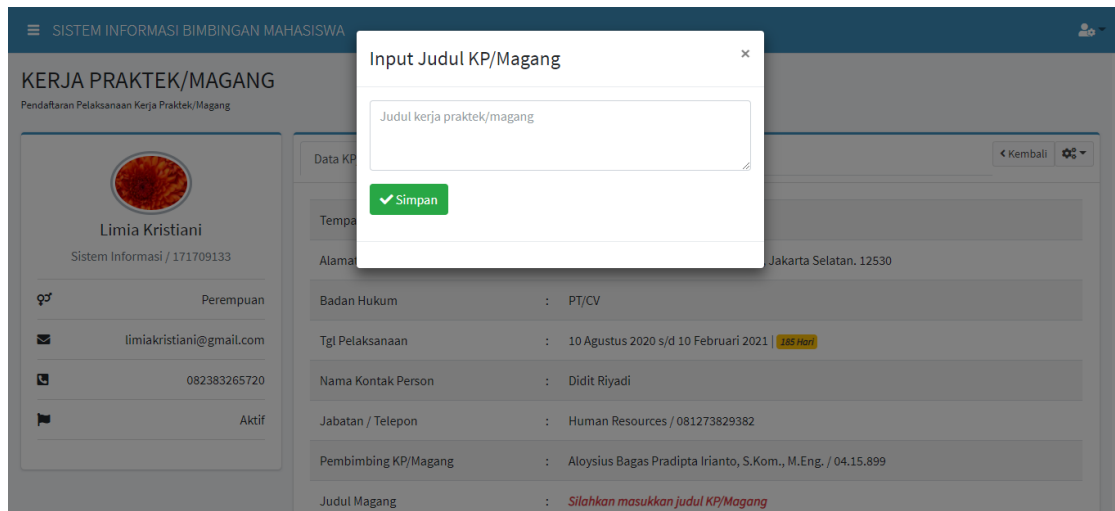 SISTEM INFORMASI BIMBINGAN MAHASISWA
Input Judul KP/Magang
×
KERJA PRAKTEK/MAGANG
Pendaftaran Pelaksanaan Kerja Praktek/Magang
Judul kerja praktek/magang
Simpan
Data KP
Kembali
Limia Kristiani
Sistem Informasi / 171709133
Perempuan
limiakristiani@gmail.com
082383265720
Aktif
Tempa
Alamat
Jakarta Selatan. 12530
Badan Hukum : PT/CV
Tgl Pelaksanaan : 10 Agustus 2020 s/d 10 Februari 2021 | 185 Hari
Nama Kontak Person : Didit Riyadi
Jabatan / Telepon : Human Resources / 081273829382
Pembimbing KP/Magang : Aloysius Bagas Pradipta Irianto, S.Kom., M.Eng. / 04.15.899
Judul Magang : Silahkan masukkan judul KP/Magang